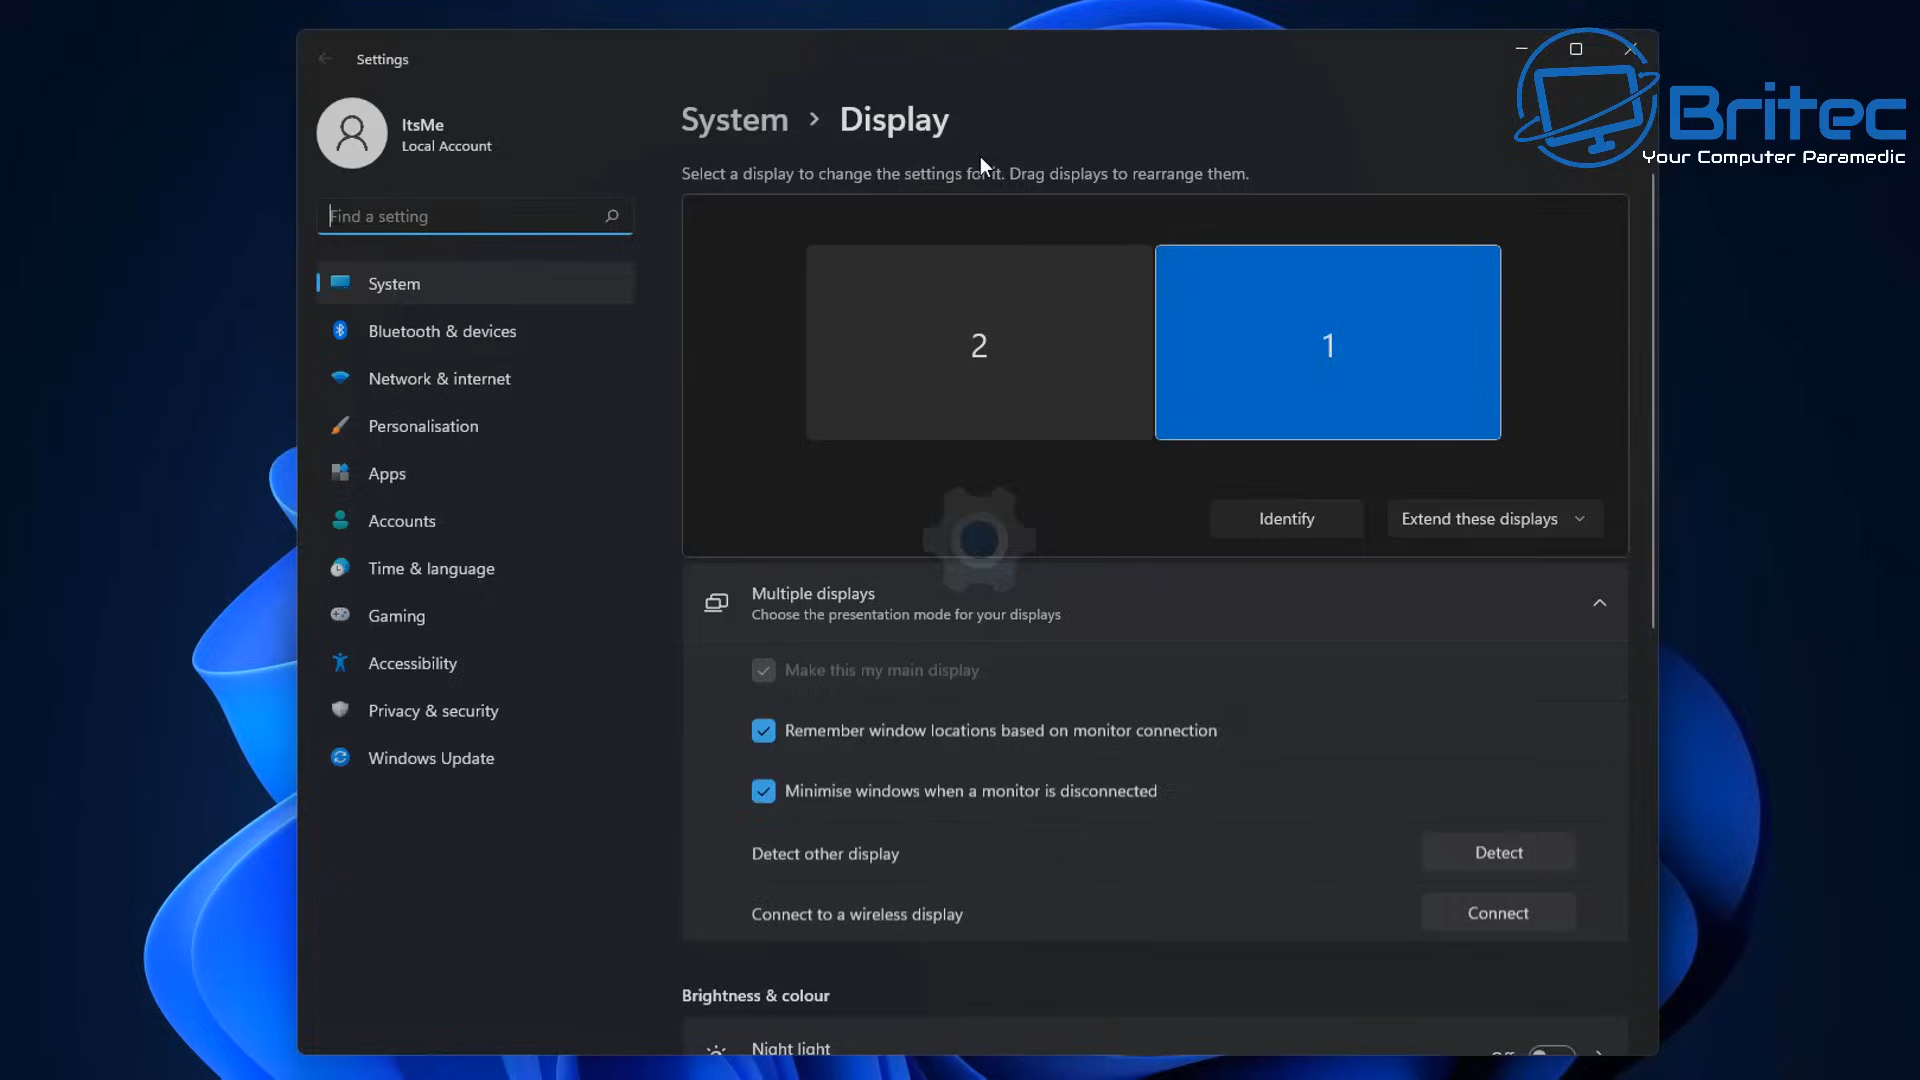 Settings
ItsMe
Local Account
Find a setting
System
Bluetooth & devices
Network & internet
Personalisation
Apps
Accounts
Time & language
Gaming
Accessibility
Privacy & security
Windows Update
System > Display
Select a display to change the settings for it. Drag displays to rearrange them.
2
1
Identify
Extend these displays
Multiple displays
Choose the presentation mode for your displays
Make this my main display
Remember window locations based on monitor connection
Minimise windows when a monitor is disconnected
Detect other display
Detect
Connect to a wireless display
Connect
Brightness & colour
Night light
Off
Britec
Your Computer Paramedic